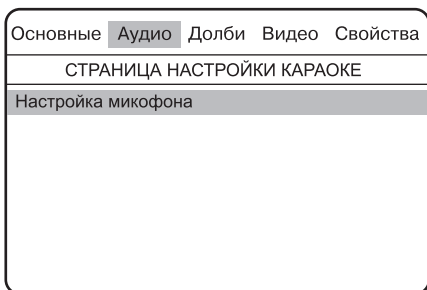 Основные Аудио Долби Видео Свойства
СТРАНИЦА НАСТРОЙКИ КАРАОКЕ
Настройка микофона